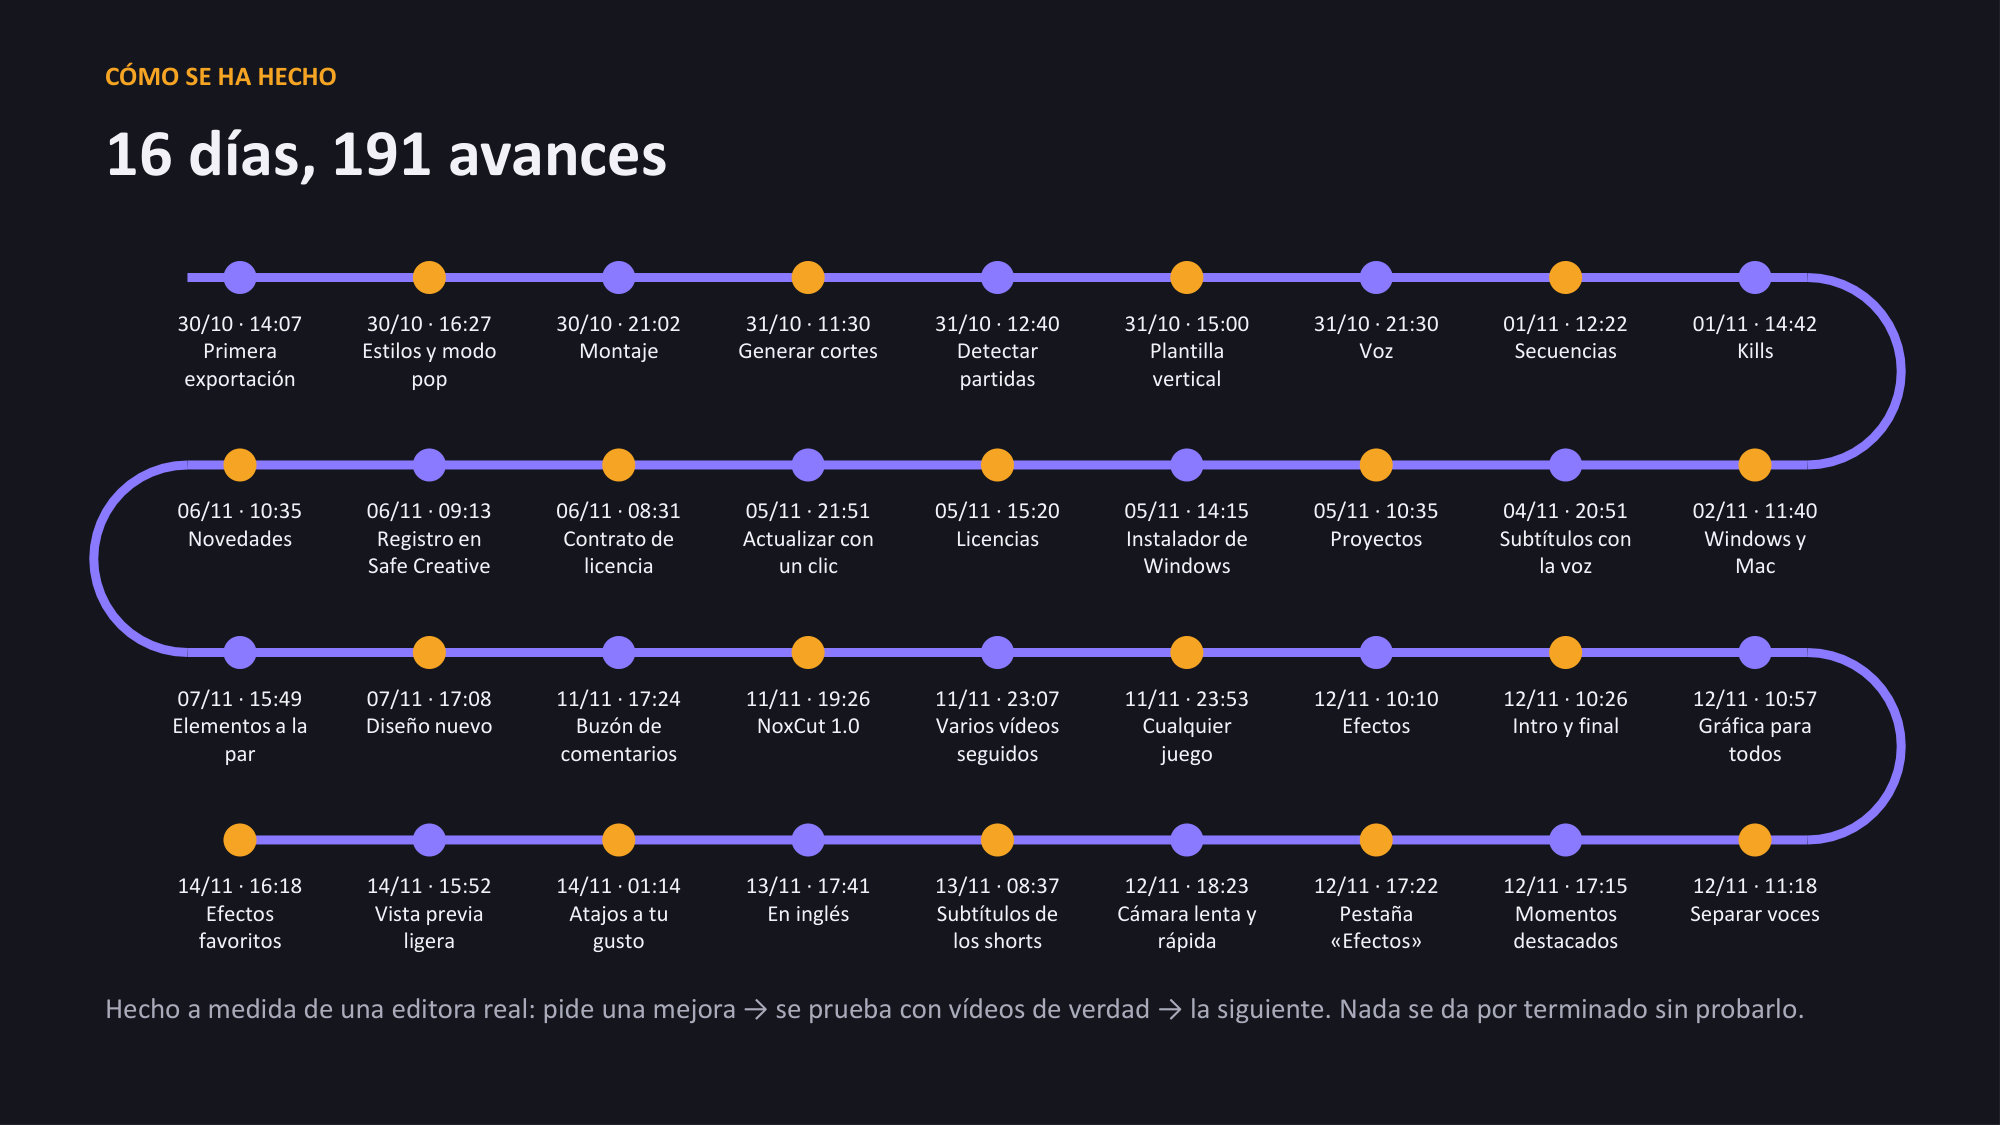 CÓMO SE HA HECHO
16 días, 191 avances
30/10 · 14:07
Primera
exportación
30/10 · 16:27
Estilos y modo
pop
30/10 · 21:02
Montaje
31/10 · 11:30
Generar cortes
31/10 · 12:40
Detectar
partidas
31/10 · 15:00
Plantilla
vertical
31/10 · 21:30
Voz
01/11 · 12:22
Secuencias
01/11 · 14:42
Kills
06/11 · 10:35
Novedades
06/11 · 09:13
Registro en
Safe Creative
06/11 · 08:31
Contrato de
licencia
05/11 · 21:51
Actualizar con
un clic
05/11 · 15:20
Licencias
05/11 · 14:15
Instalador de
Windows
05/11 · 10:35
Proyectos
04/11 · 20:51
Subtítulos con
la voz
02/11 · 11:40
Windows y
Mac
07/11 · 15:49
Elementos a la
par
07/11 · 17:08
Diseño nuevo
11/11 · 17:24
Buzón de
comentarios
11/11 · 19:26
NoxCut 1.0
11/11 · 23:07
Varios vídeos
seguidos
11/11 · 23:53
Cualquier
juego
12/11 · 10:10
Efectos
12/11 · 10:26
Intro y final
12/11 · 10:57
Gráfica para
todos
14/11 · 16:18
Efectos
favoritos
14/11 · 15:52
Vista previa
ligera
14/11 · 01:14
Atajos a tu
gusto
13/11 · 17:41
En inglés
13/11 · 08:37
Subtítulos de
los shorts
12/11 · 18:23
Cámara lenta y
rápida
12/11 · 17:22
Pestaña
«Efectos»
12/11 · 17:15
Momentos
destacados
12/11 · 11:18
Separar voces
Hecho a medida de una editora real: pide una mejora → se prueba con vídeos de verdad → la siguiente. Nada se da por terminado sin probarlo.